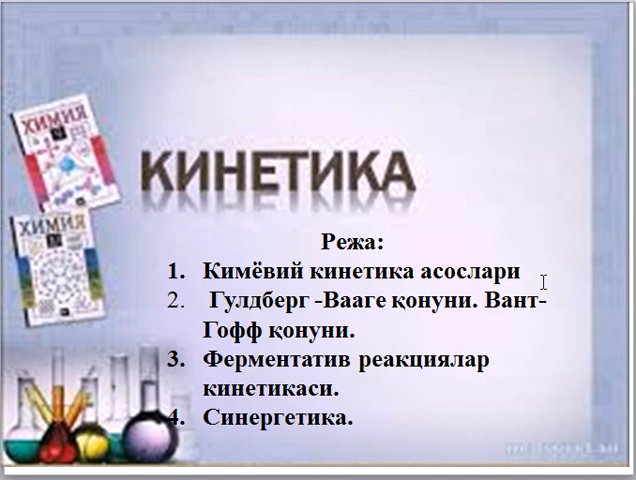 ХИМИЯ
КИНЕТИКА
ХИМИЯ
Режа:
1. Кимёвий кинетика асослари
2. Гулдберг -Вааге қонуни. Вант-
Гофф қонуни.
3. Ферментатив реакциялар
кинетикаси.
4. Синергетика.